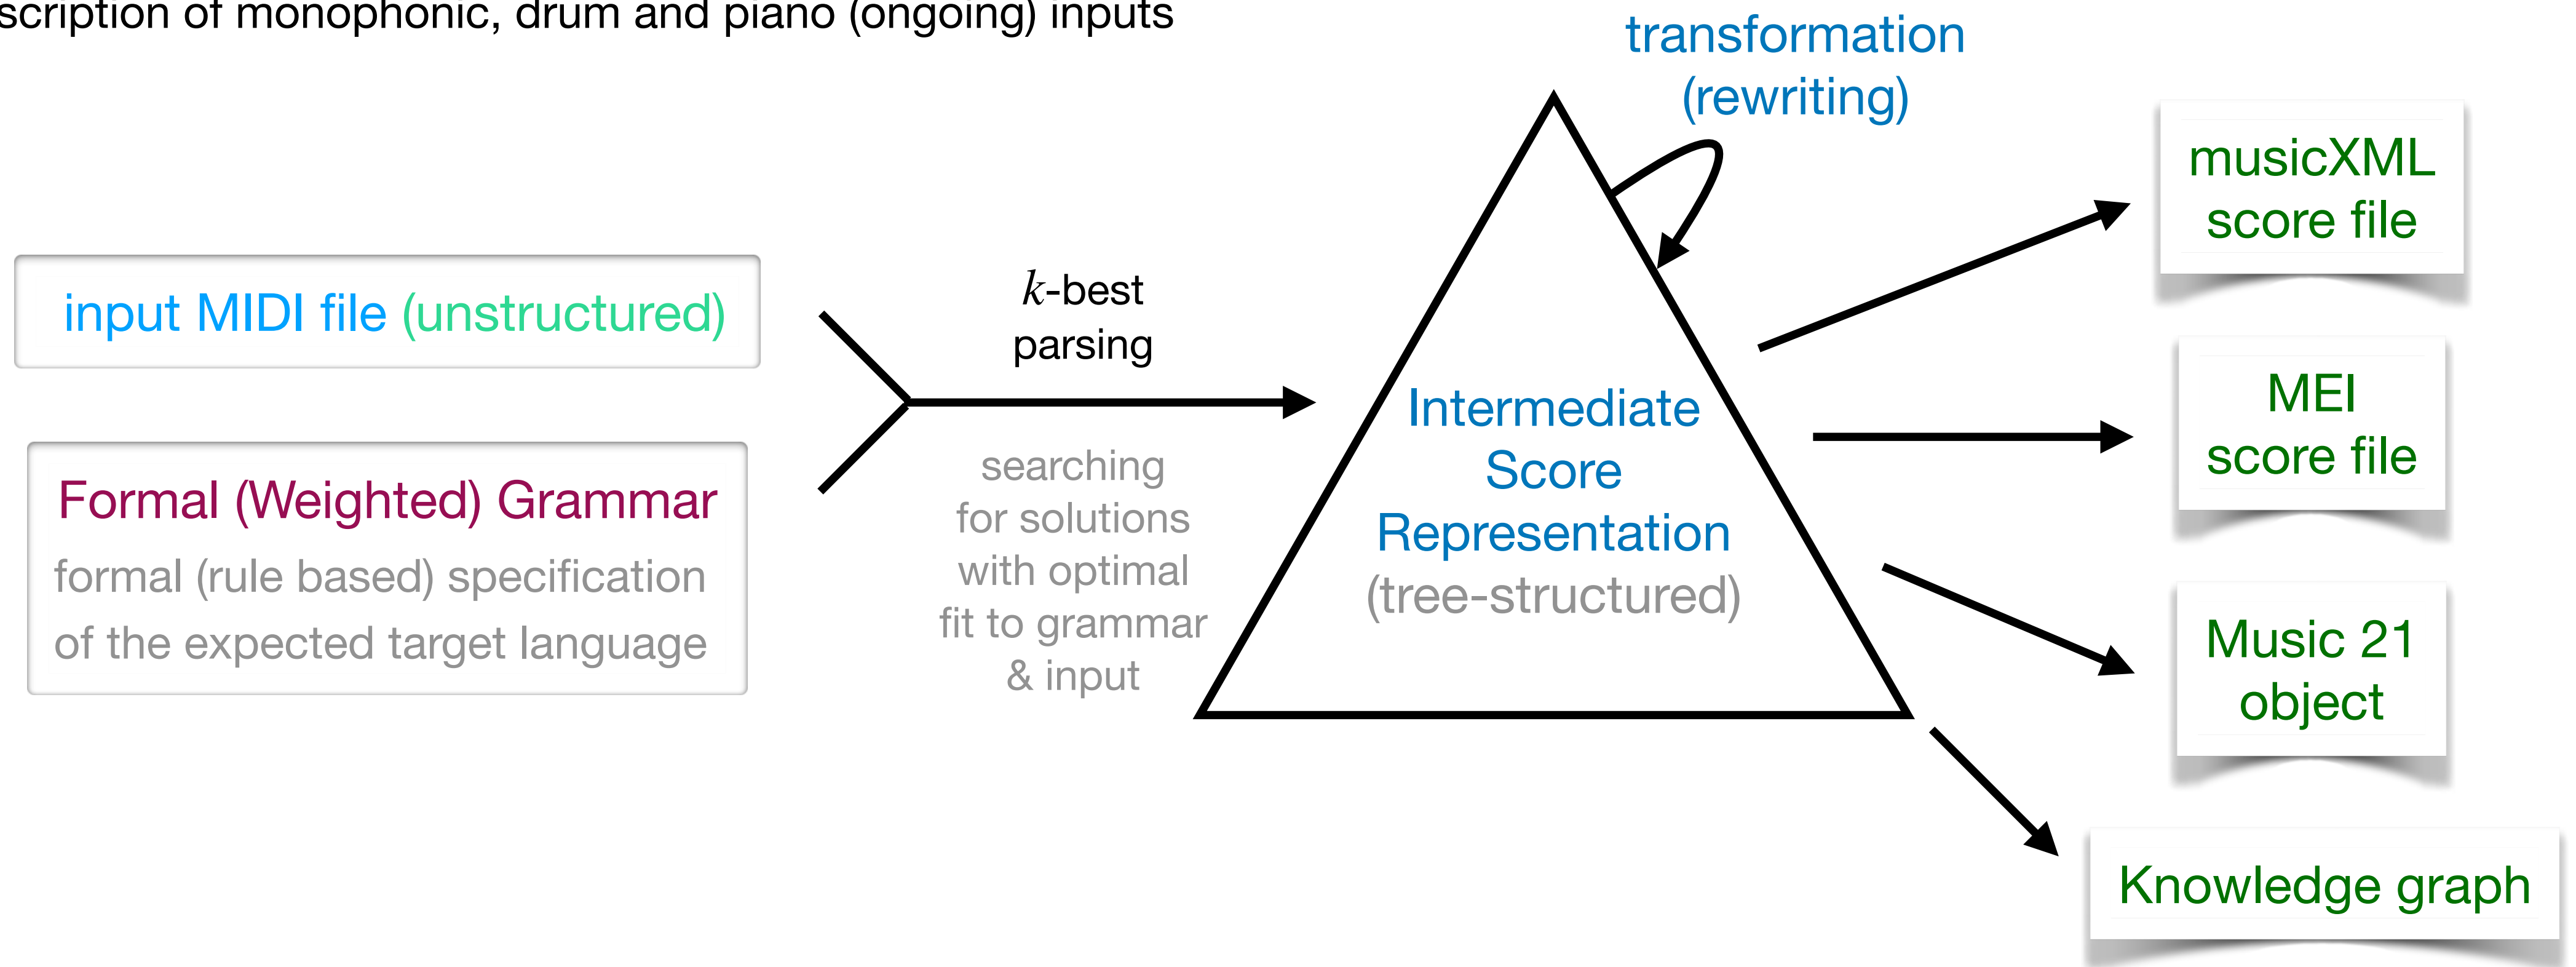 scription of monophonic, drum and piano (ongoing) inputs
transformation
(rewriting)
input MIDI file (unstructured)
Formal (Weighted) Grammar
formal (rule based) specification
of the expected target language
k-best
parsing
searching
for solutions
with optimal
fit to grammar
& input
Intermediate
Score
Representation
(tree-structured)
musicXML
score file
MEI
score file
Music 21
object
Knowledge graph